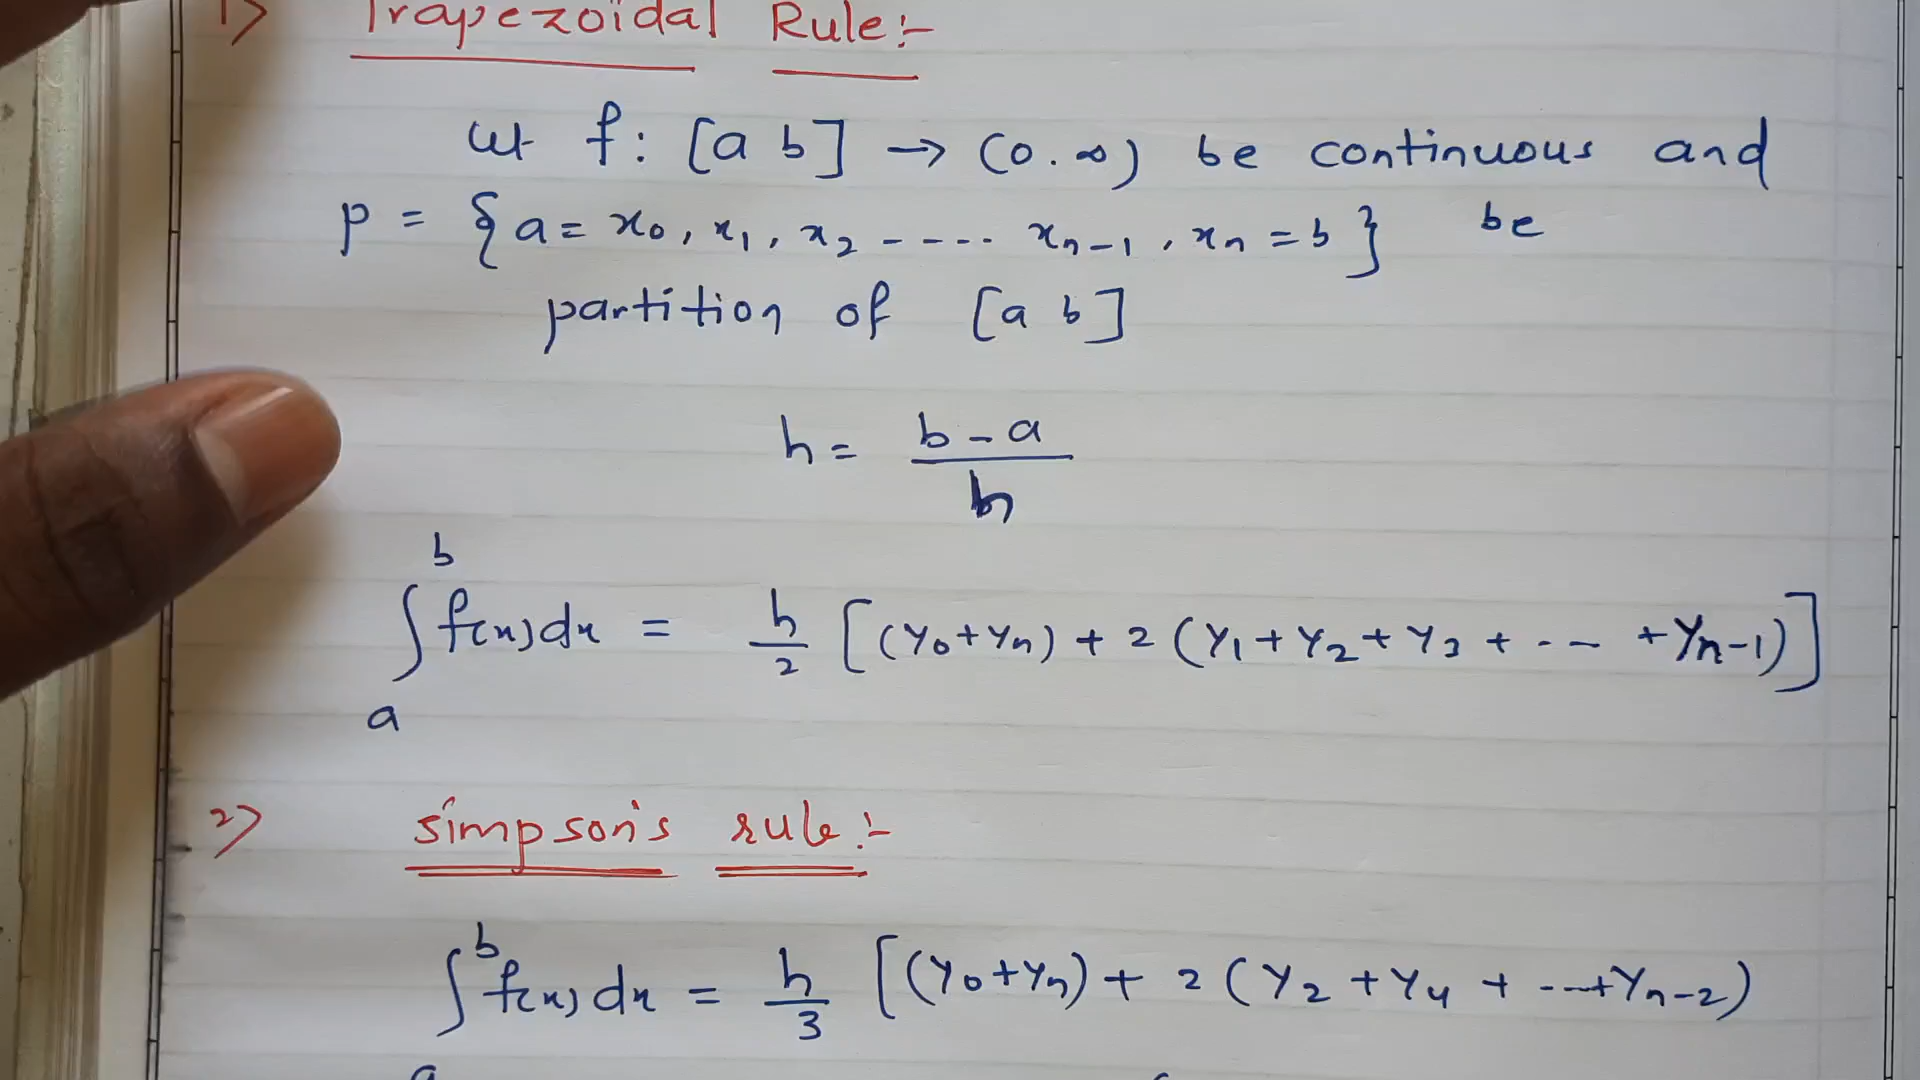 1) Trapezoidal Rule:-
Let f: [a b] → (0.∞) be continuous and
p = {a = x₀, x₁, x₂ ----.. xₙ₋₁, xₙ = b} be
partition of [a b]
h = (b-a)/n
∫ₐᵇ f(x)dx = h/2 [(y₀+yₙ) + 2 (y₁+y₂+y₃ + --- +yₙ₋₁)]
2) simpson's rule:-
∫ₐᵇ f(x)dx = h/3 [(y₀+yₙ) + 2 (y₂+y₄ + ---+yₙ₋₂)